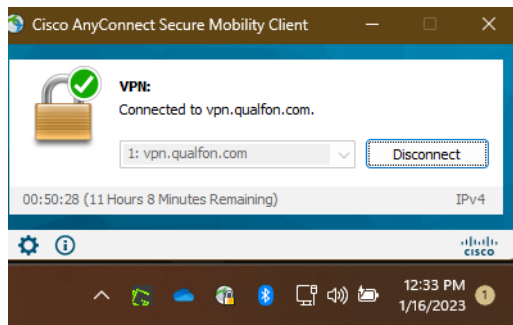 Cisco AnyConnect Secure Mobility Client
VPN:
Connected to vpn.qualfon.com.
1: vpn.qualfon.com
Disconnect
00:50:28 (11 Hours 8 Minutes Remaining)
IPv4
CISCO
12:33 PM
1/16/2023
1